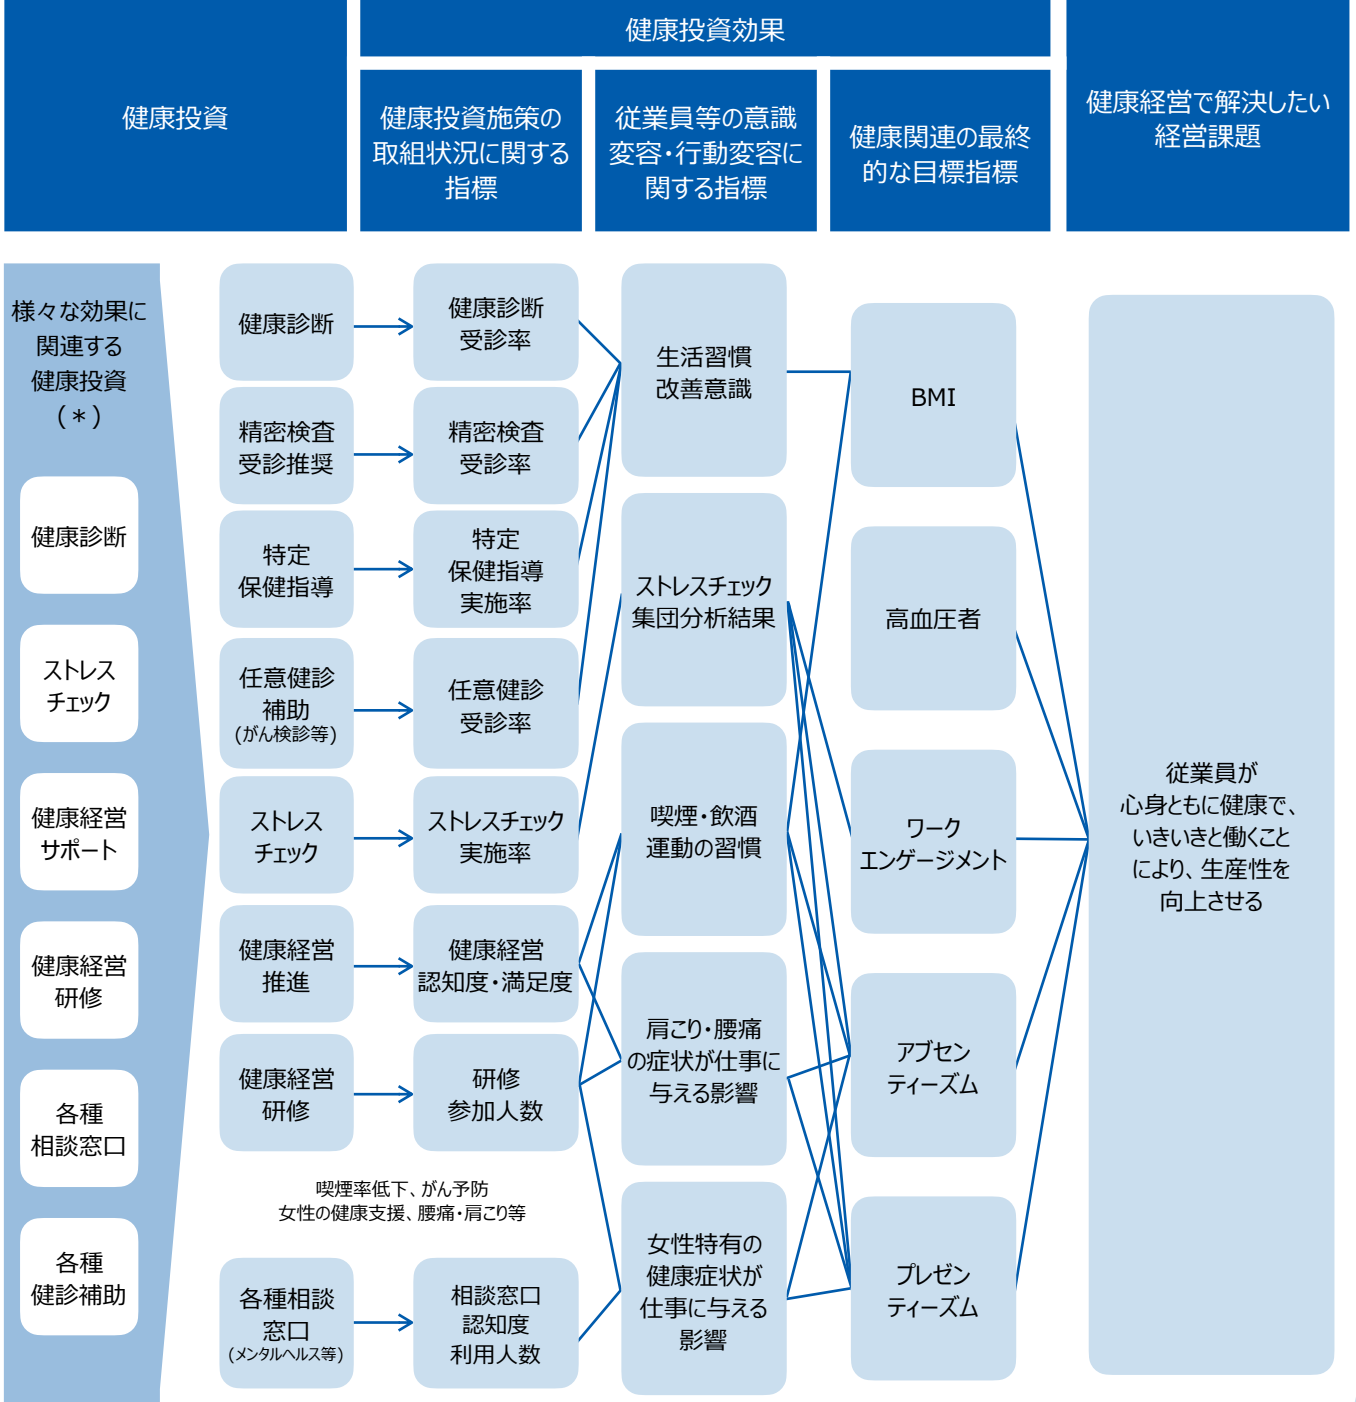 健康投資
健康投資効果
健康投資施策の
取組状況に関する
指標
従業員等の意識
変容・行動変容に
関する指標
健康関連の最終
的な目標指標
健康経営で解決したい
経営課題
様々な効果に
関連する
健康投資
(＊)
健康診断
ストレス
チェック
健康経営
サポート
健康経営
研修
各種
相談窓口
各種
健診補助
健康診断
精密検査
受診推奨
特定
保健指導
任意健診
補助
(がん検診等)
ストレス
チェック
健康経営
推進
健康経営
研修
喫煙率低下、がん予防
女性の健康支援、腰痛・肩こり等
各種相談
窓口
(メンタルヘルス等)
健康診断
受診率
精密検査
受診率
特定
保健指導
実施率
任意健診
受診率
ストレスチェック
実施率
健康経営
認知度・満足度
研修
参加人数
相談窓口
認知度
利用人数
生活習慣
改善意識
ストレスチェック
集団分析結果
喫煙・飲酒
運動の習慣
肩こり・腰痛
の症状が仕事に
与える影響
女性特有の
健康症状が
仕事に与える
影響
BMI
高血圧者
ワーク
エンゲージメント
アブセン
ティーズム
プレゼン
ティーズム
従業員が
心身ともに健康で、
いきいきと働くこと
により、生産性を
向上させる